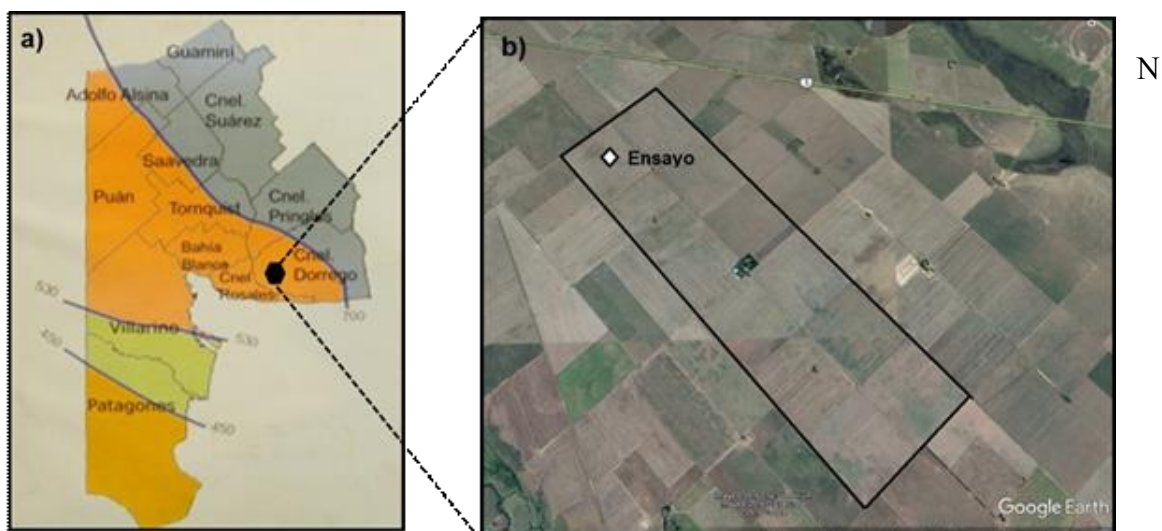 a)
Guaminí
Adolfo Alsina
Cnel.
Suárez
Saavedra
Puán
Tornquist
Cnel.
Pringles
Bahía
Blanca
Cnel.
Dorrego
Cnel
Rosales
700
530
Villarino
530
450
Patagones
450
b)
Ensayo
Google Earth
N